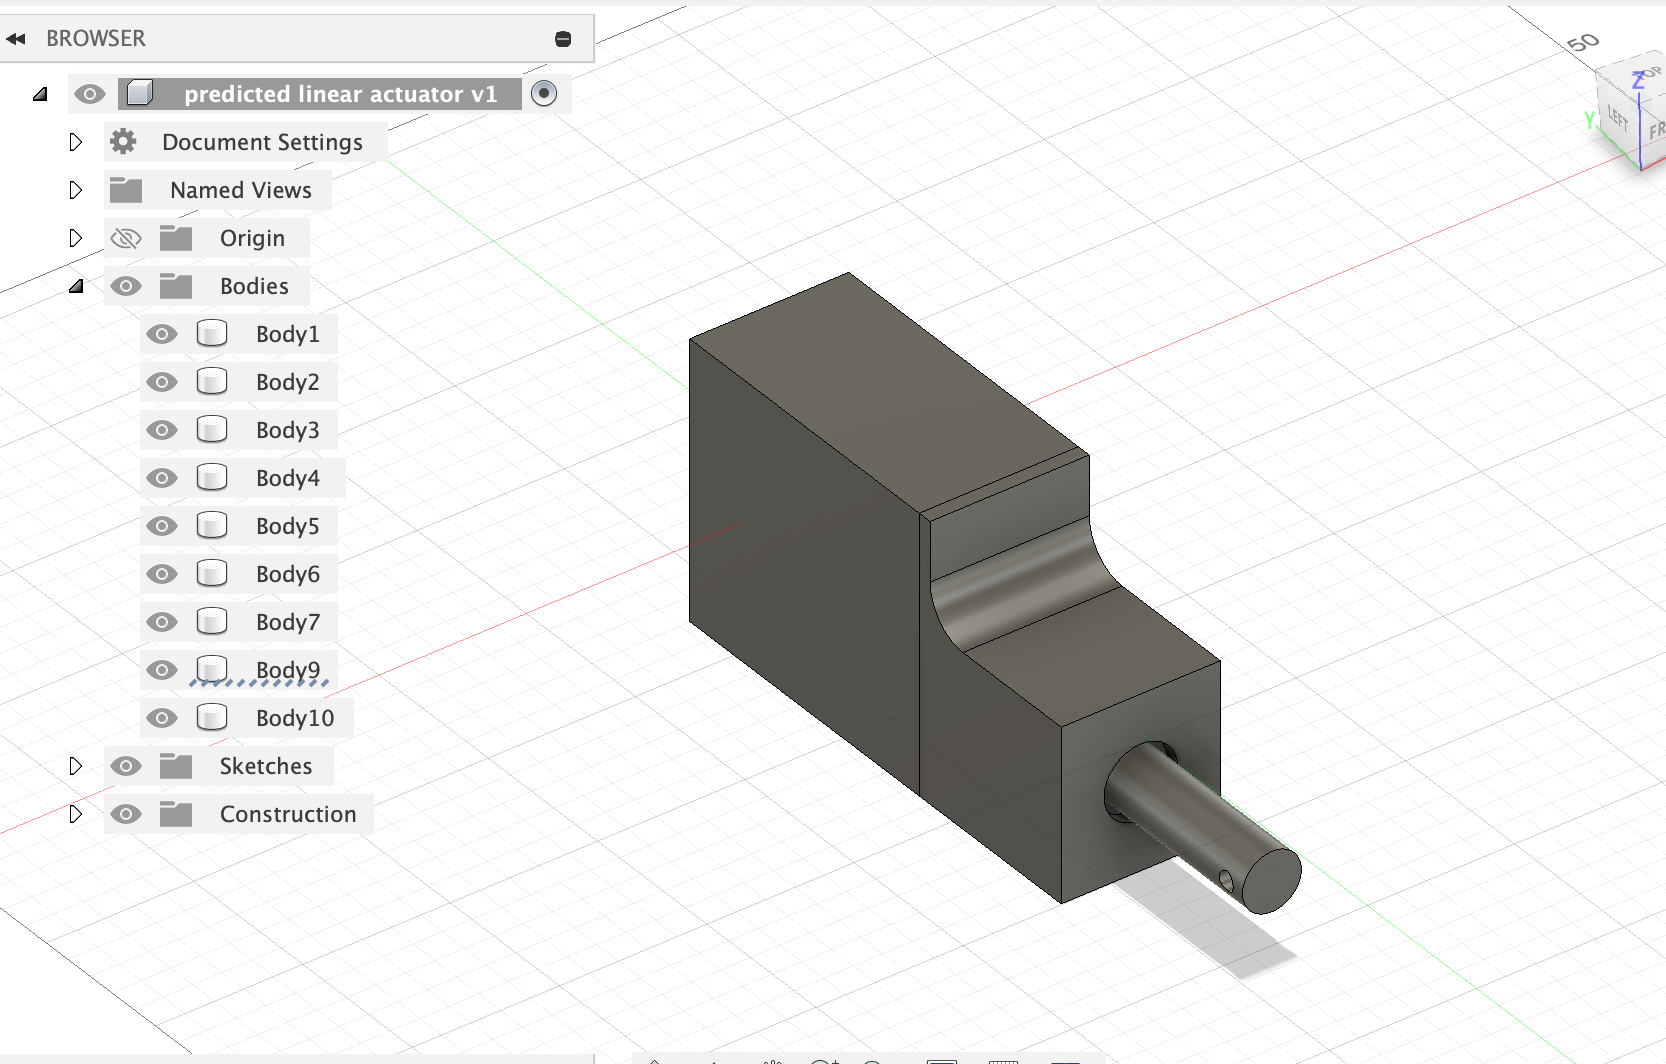 BROWSER
predicted linear actuator v1
Document Settings
Named Views
Origin
Bodies
Body1
Body2
Body3
Body4
Body5
Body6
Body7
Body9
Body10
Sketches
Construction
50
TOP
Z
Y
LEFT
FR